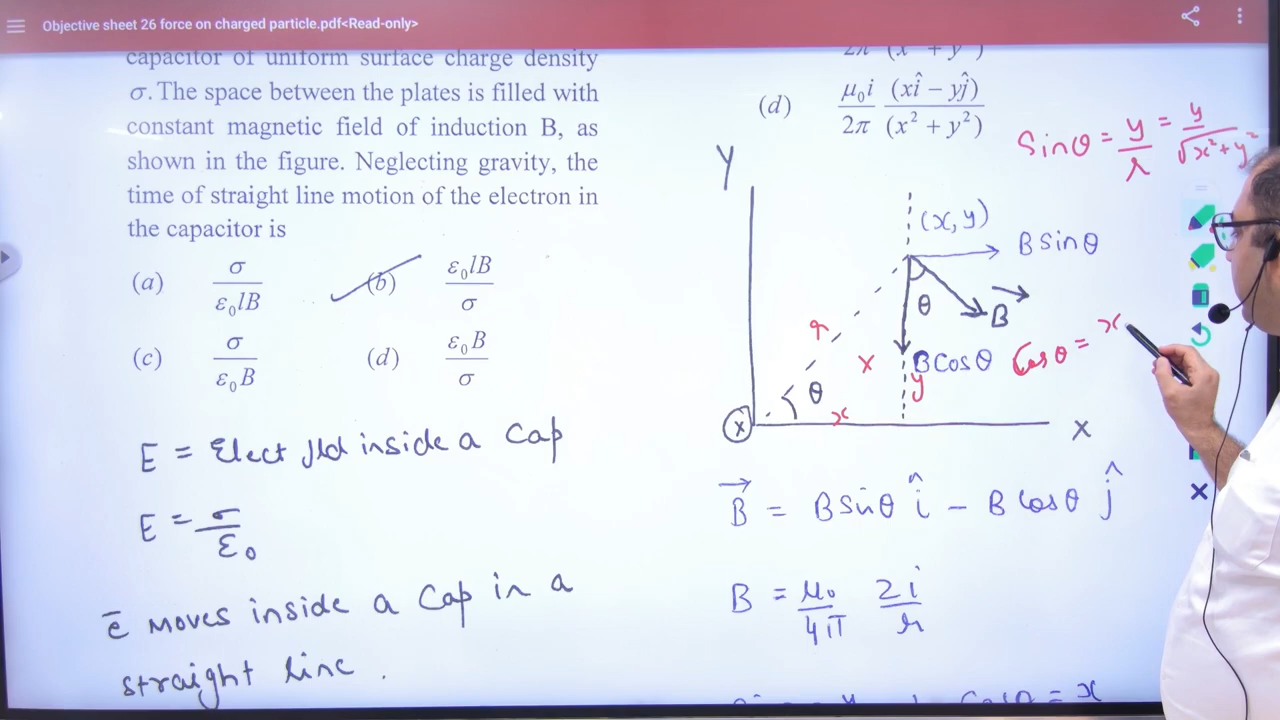 Objective sheet 26 force on charged particle.pdf<Read-only>
capacitor of uniform surface charge density
σ. The space between the plates is filled with
constant magnetic field of induction B, as
shown in the figure. Neglecting gravity, the
time of straight line motion of the electron in
the capacitor is
(a) σ/ε₀lB (b) ε₀lB/σ
(c) σ/ε₀B (d) ε₀B/σ
E = Elect fld inside a Cap
E = σ/ε₀
e̅ moves inside a Cap in a
straight line.
2π (x² + y²)
(d) μ₀i/2π (xî − yĵ)/(x² + y²)
Sinθ = y/r = y/√x²+y²
Y
(x, y)
B Sinθ
θ
B⃗
r
x
BCosθ
Cosθ = x
y
θ
x
x
X
B⃗ = B sinθ î − B Cosθ ĵ
B = μ₀/4π 2i/r
Cosθ = x